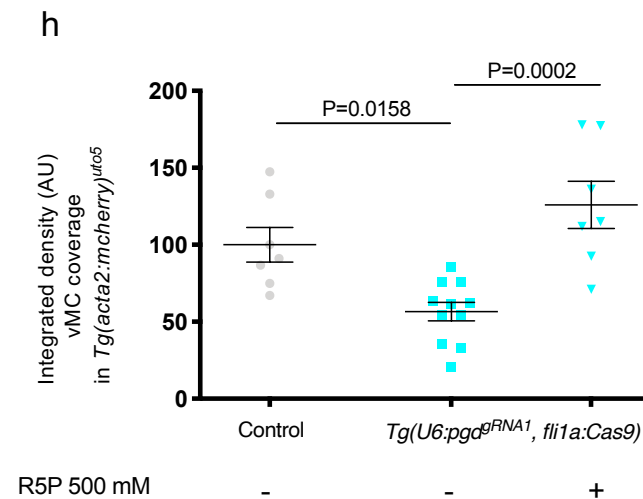 h
P=0.0002
P=0.0158
200
150
100
50
0
Integrated density (AU)
vMC coverage
in Tg(acta2:mcherry)uto5
Control
Tg(U6:pgdgRNA1, fli1a:Cas9)
R5P 500 mM - - +